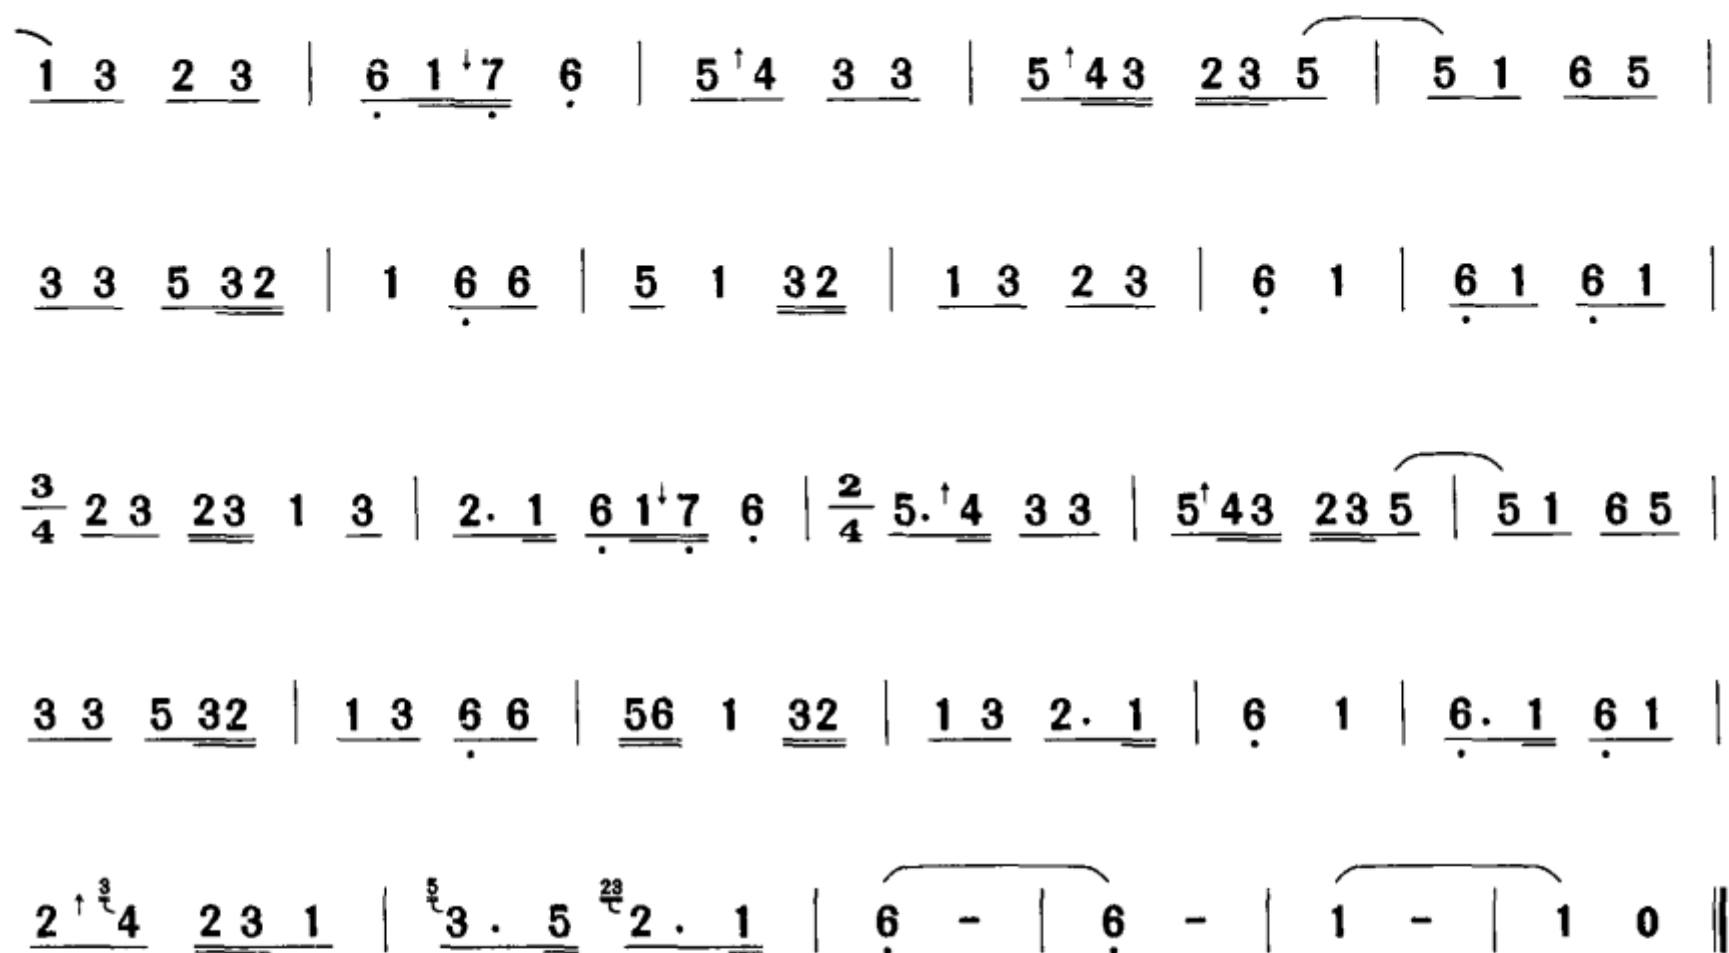 1 3 2 3 | 6̣ 1 ↓7̣ 6̣ | 5 ↑4 3 3 | 5 ↑4 3 2 3 5 | 5 1 6 5 |
3 3 5 3 2 | 1 6̣ 6 | 5 1 3 2 | 1 3 2 3 | 6̣ 1 | 6̣ 1 6̣ 1 |
3/4 2 3 2 3 1 3 | 2. 1 6̣ 1 ↓7̣ 6̣ | 2/4 5. ↑4 3 3 | 5 ↑4 3 2 3 5 | 5 1 6 5 |
3 3 5 3 2 | 1 3 6̣ 6 | 5 6 1 3 2 | 1 3 2. 1 | 6̣ 1 | 6̣. 1 6̣ 1 |
2 ↑ 3 4 2 3 1 | 5 3. 5 23 2. 1 | 6̣ - | 6̣ - | 1 - | 1 0 ‖